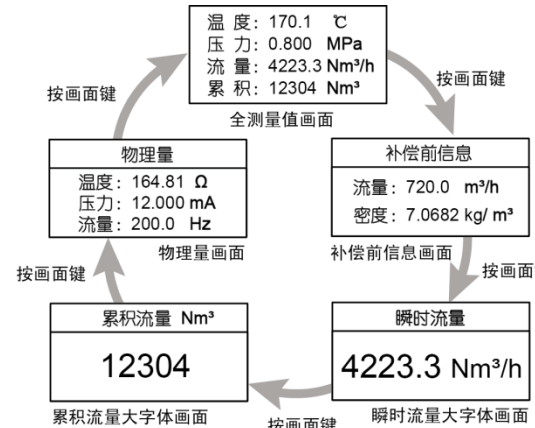 温 度：170.1 ℃
压 力：0.800 MPa
流 量：4223.3 Nm³/h
累 积：12304 Nm³
全测量值画面
按画面键
按画面键
物理量
温度：164.81 Ω
压力：12.000 mA
流量：200.0 Hz
物理量画面
补偿前信息
流量：720.0 m³/h
密度：7.0682 kg/ m³
补偿前信息画面
按画面
按画面键
累积流量 Nm³
12304
累积流量大字体画面
瞬时流量
4223.3 Nm³/h
瞬时流量大字体画面
按画面键